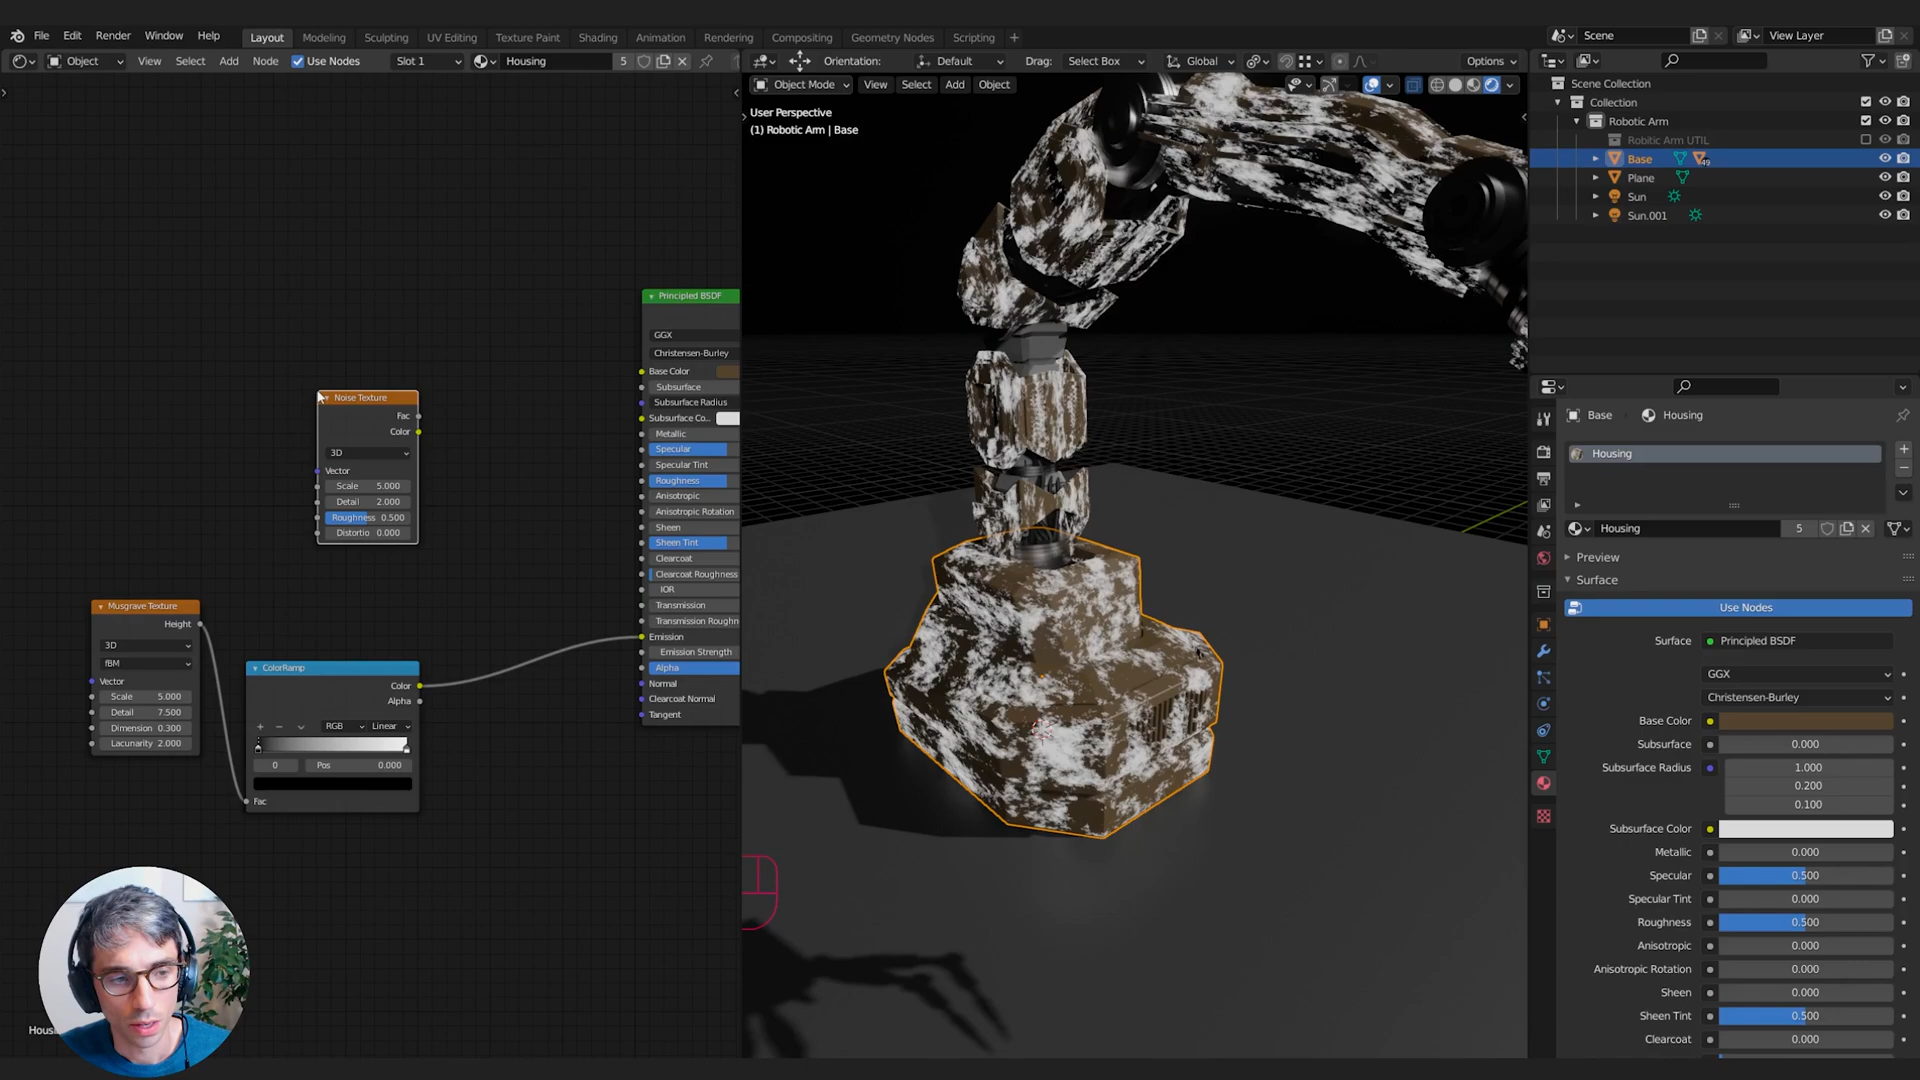 File Edit Render Window Help Layout Modeling Sculpting UV Editing Texture Paint Shading Animation Rendering Compositing Geometry Nodes Scripting + Scene View Layer
Object View Select Add Node Use Nodes Slot 1 Housing 5
Orientation: Default Drag: Select Box Global Options
Object Mode View Select Add Object
User Perspective
(1) Robotic Arm | Base
Noise Texture
Fac
Color
3D
Vector
Scale 5.000
Detail 2.000
Roughness 0.500
Distortio 0.000
Musgrave Texture
Height
3D
fBM
Vector
Scale 5.000
Detail 7.500
Dimension 0.300
Lacunarity 2.000
ColorRamp
Color
Alpha
RGB Linear
0 Pos 0.000
Fac
Principled BSDF
GGX
Christensen-Burley
Base Color
Subsurface
Subsurface Radius
Subsurface Co...
Metallic
Specular
Specular Tint
Roughness
Anisotropic
Anisotropic Rotation
Sheen
Sheen Tint
Clearcoat
Clearcoat Roughness
IOR
Transmission
Transmission Roughn
Emission
Emission Strength
Alpha
Normal
Clearcoat Normal
Tangent
Hous
Scene Collection
Collection
Robotic Arm
Robitic Arm UTIL
Base 49
Plane
Sun
Sun.001
Base Housing
Housing
Housing 5
Preview
Surface
Use Nodes
Surface Principled BSDF
GGX
Christensen-Burley
Base Color
Subsurface 0.000
Subsurface Radius 1.000
0.200
0.100
Subsurface Color
Metallic 0.000
Specular 0.500
Specular Tint 0.000
Roughness 0.500
Anisotropic 0.000
Anisotropic Rotation 0.000
Sheen 0.000
Sheen Tint 0.500
Clearcoat 0.000